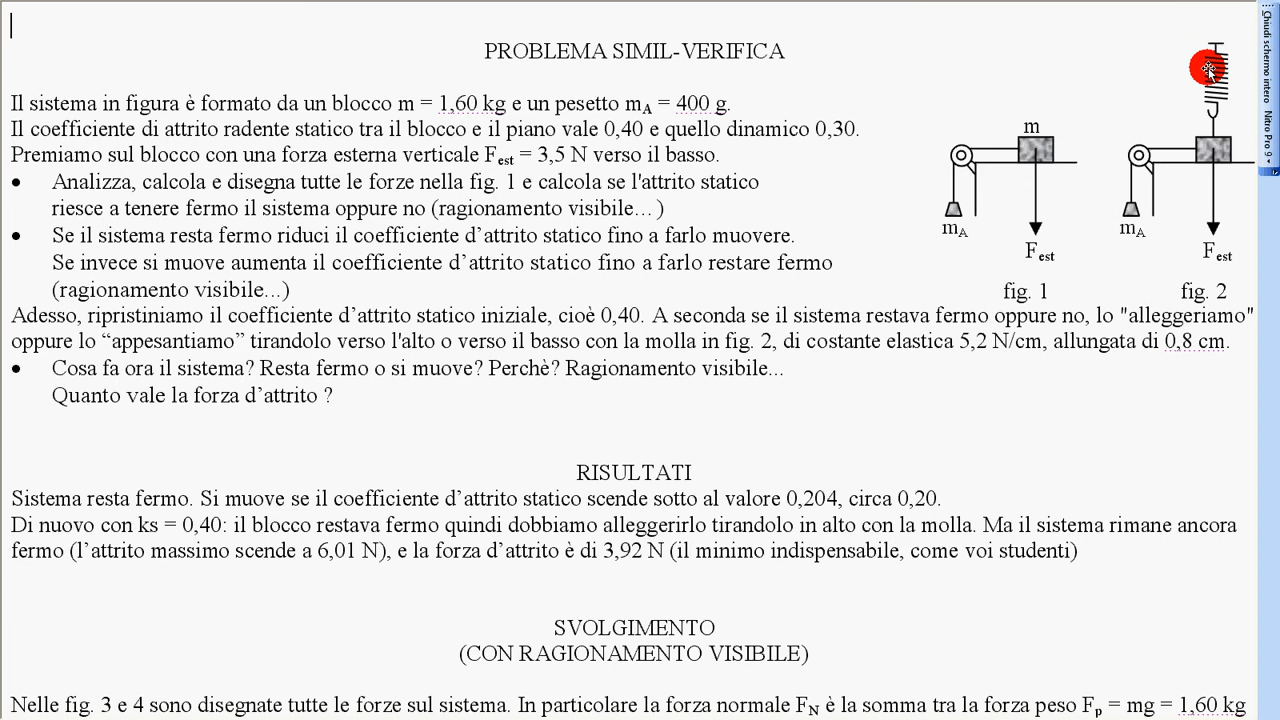 PROBLEMA SIMIL-VERIFICA
Il sistema in figura è formato da un blocco m = 1,60 kg e un pesetto mA = 400 g.
Il coefficiente di attrito radente statico tra il blocco e il piano vale 0,40 e quello dinamico 0,30.
Premiamo sul blocco con una forza esterna verticale Fest = 3,5 N verso il basso.
• Analizza, calcola e disegna tutte le forze nella fig. 1 e calcola se l'attrito statico
riesce a tenere fermo il sistema oppure no (ragionamento visibile... )
• Se il sistema resta fermo riduci il coefficiente d’attrito statico fino a farlo muovere.
Se invece si muove aumenta il coefficiente d’attrito statico fino a farlo restare fermo
(ragionamento visibile...)
m
mA
Fest
fig. 1
mA
Fest
fig. 2
Adesso, ripristiniamo il coefficiente d’attrito statico iniziale, cioè 0,40. A seconda se il sistema restava fermo oppure no, lo "alleggeriamo"
oppure lo “appesantiamo” tirandolo verso l'alto o verso il basso con la molla in fig. 2, di costante elastica 5,2 N/cm, allungata di 0,8 cm.
• Cosa fa ora il sistema? Resta fermo o si muove? Perchè? Ragionamento visibile...
Quanto vale la forza d’attrito ?
RISULTATI
Sistema resta fermo. Si muove se il coefficiente d’attrito statico scende sotto al valore 0,204, circa 0,20.
Di nuovo con ks = 0,40: il blocco restava fermo quindi dobbiamo alleggerirlo tirandolo in alto con la molla. Ma il sistema rimane ancora
fermo (l’attrito massimo scende a 6,01 N), e la forza d’attrito è di 3,92 N (il minimo indispensabile, come voi studenti)
SVOLGIMENTO
(CON RAGIONAMENTO VISIBILE)
Nelle fig. 3 e 4 sono disegnate tutte le forze sul sistema. In particolare la forza normale FN è la somma tra la forza peso Fp = mg = 1,60 kg
Chiudi schermo intero Nitro Pro 9